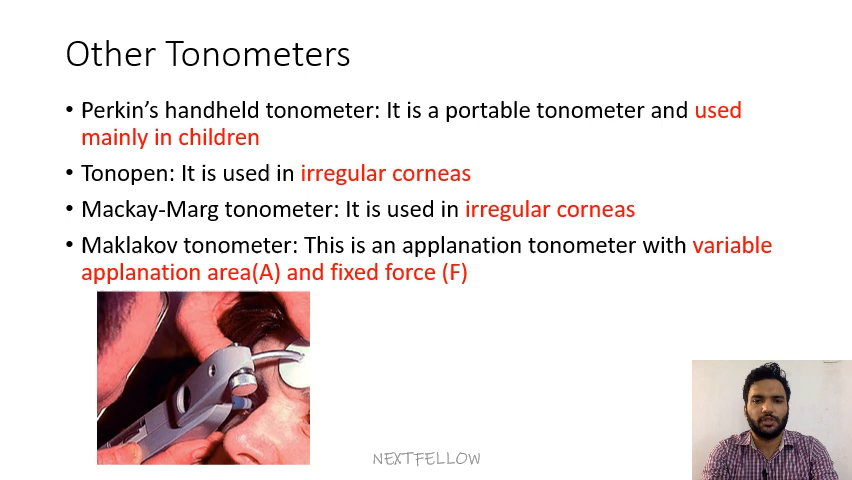 Other Tonometers
• Perkin's handheld tonometer: It is a portable tonometer and used
mainly in children
• Tonopen: It is used in irregular corneas
• Mackay-Marg tonometer: It is used in irregular corneas
• Maklakov tonometer: This is an applanation tonometer with variable
applanation area(A) and fixed force (F)
NEXTFELLOW